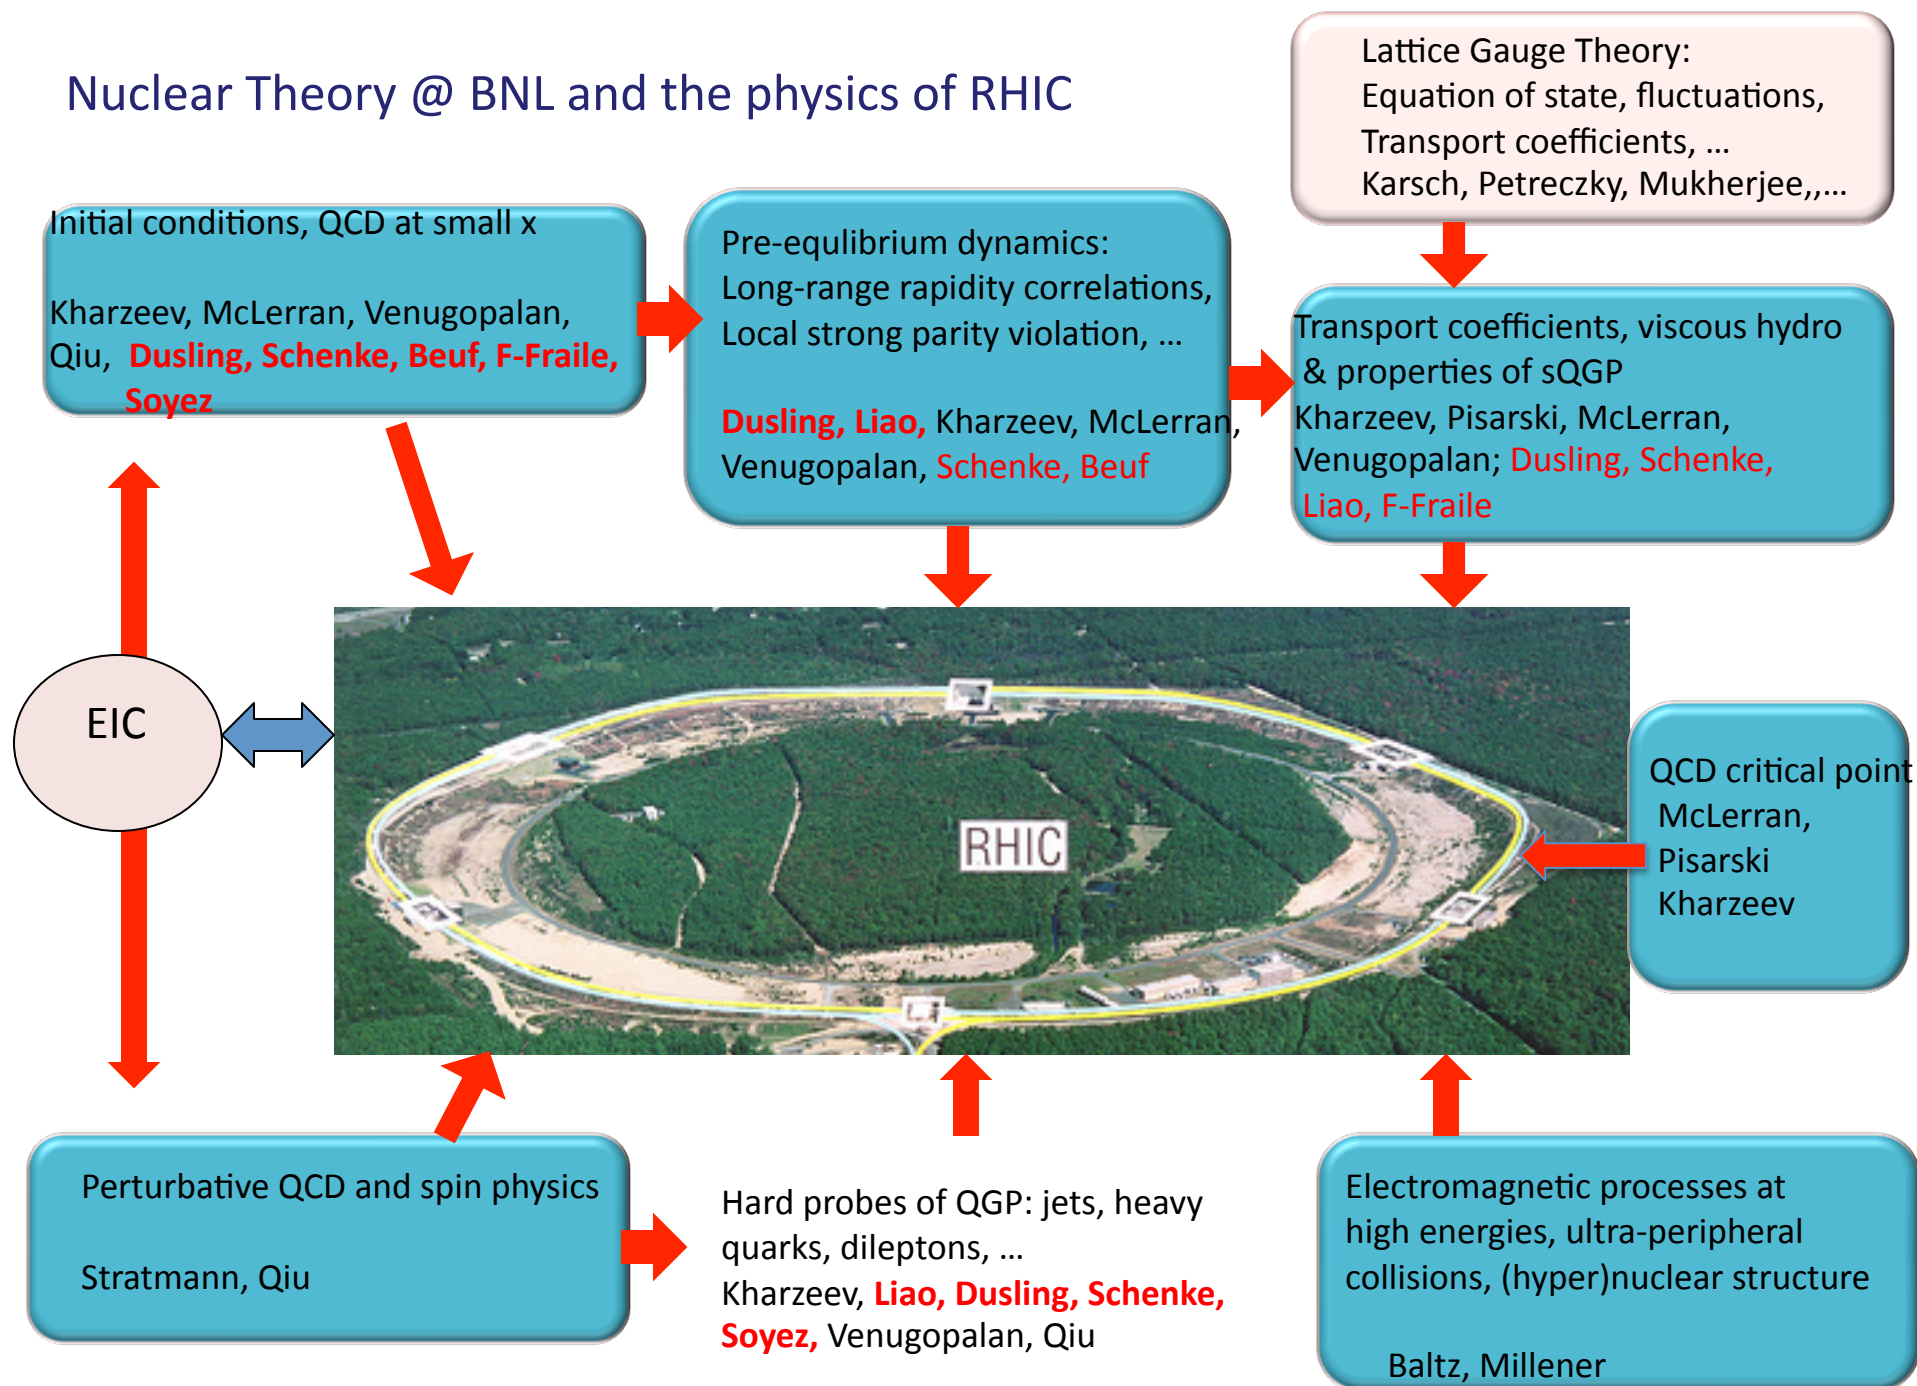 Nuclear Theory @ BNL and the physics of RHIC
Lattice Gauge Theory:
Equation of state, fluctuations,
Transport coefficients, ...
Karsch, Petreczky, Mukherjee,,...
Initial conditions, QCD at small x
Kharzeev, McLerran, Venugopalan,
Qiu, Dusling, Schenke, Beuf, F-Fraile,
Soyez
Pre-equlibrium dynamics:
Long-range rapidity correlations,
Local strong parity violation, ...
Dusling, Liao, Kharzeev, McLerran,
Venugopalan, Schenke, Beuf
Transport coefficients, viscous hydro
& properties of sQGP
Kharzeev, Pisarski, McLerran,
Venugopalan; Dusling, Schenke,
Liao, F-Fraile
EIC
RHIC
QCD critical point
McLerran,
Pisarski
Kharzeev
Perturbative QCD and spin physics
Stratmann, Qiu
Hard probes of QGP: jets, heavy
quarks, dileptons, ...
Kharzeev, Liao, Dusling, Schenke,
Soyez, Venugopalan, Qiu
Electromagnetic processes at
high energies, ultra-peripheral
collisions, (hyper)nuclear structure
Baltz, Millener